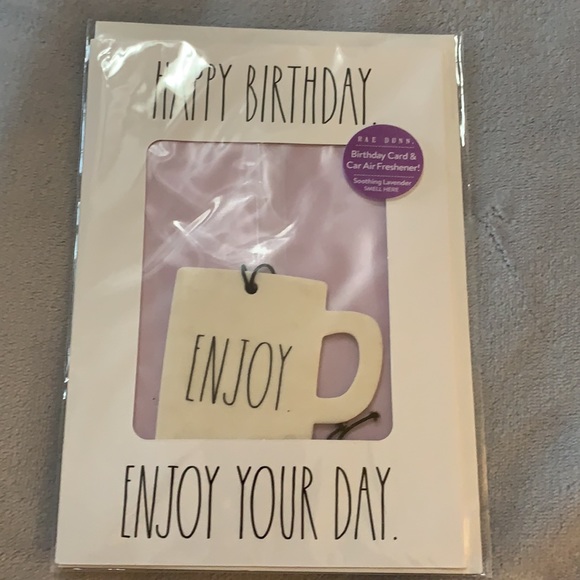 HAPPY BIRTHDAY.
RAE DUNN.
Birthday Card &
Car Air Freshener!
Soothing Lavender
SMELL HERE
ENJOY.
ENJOY YOUR DAY.